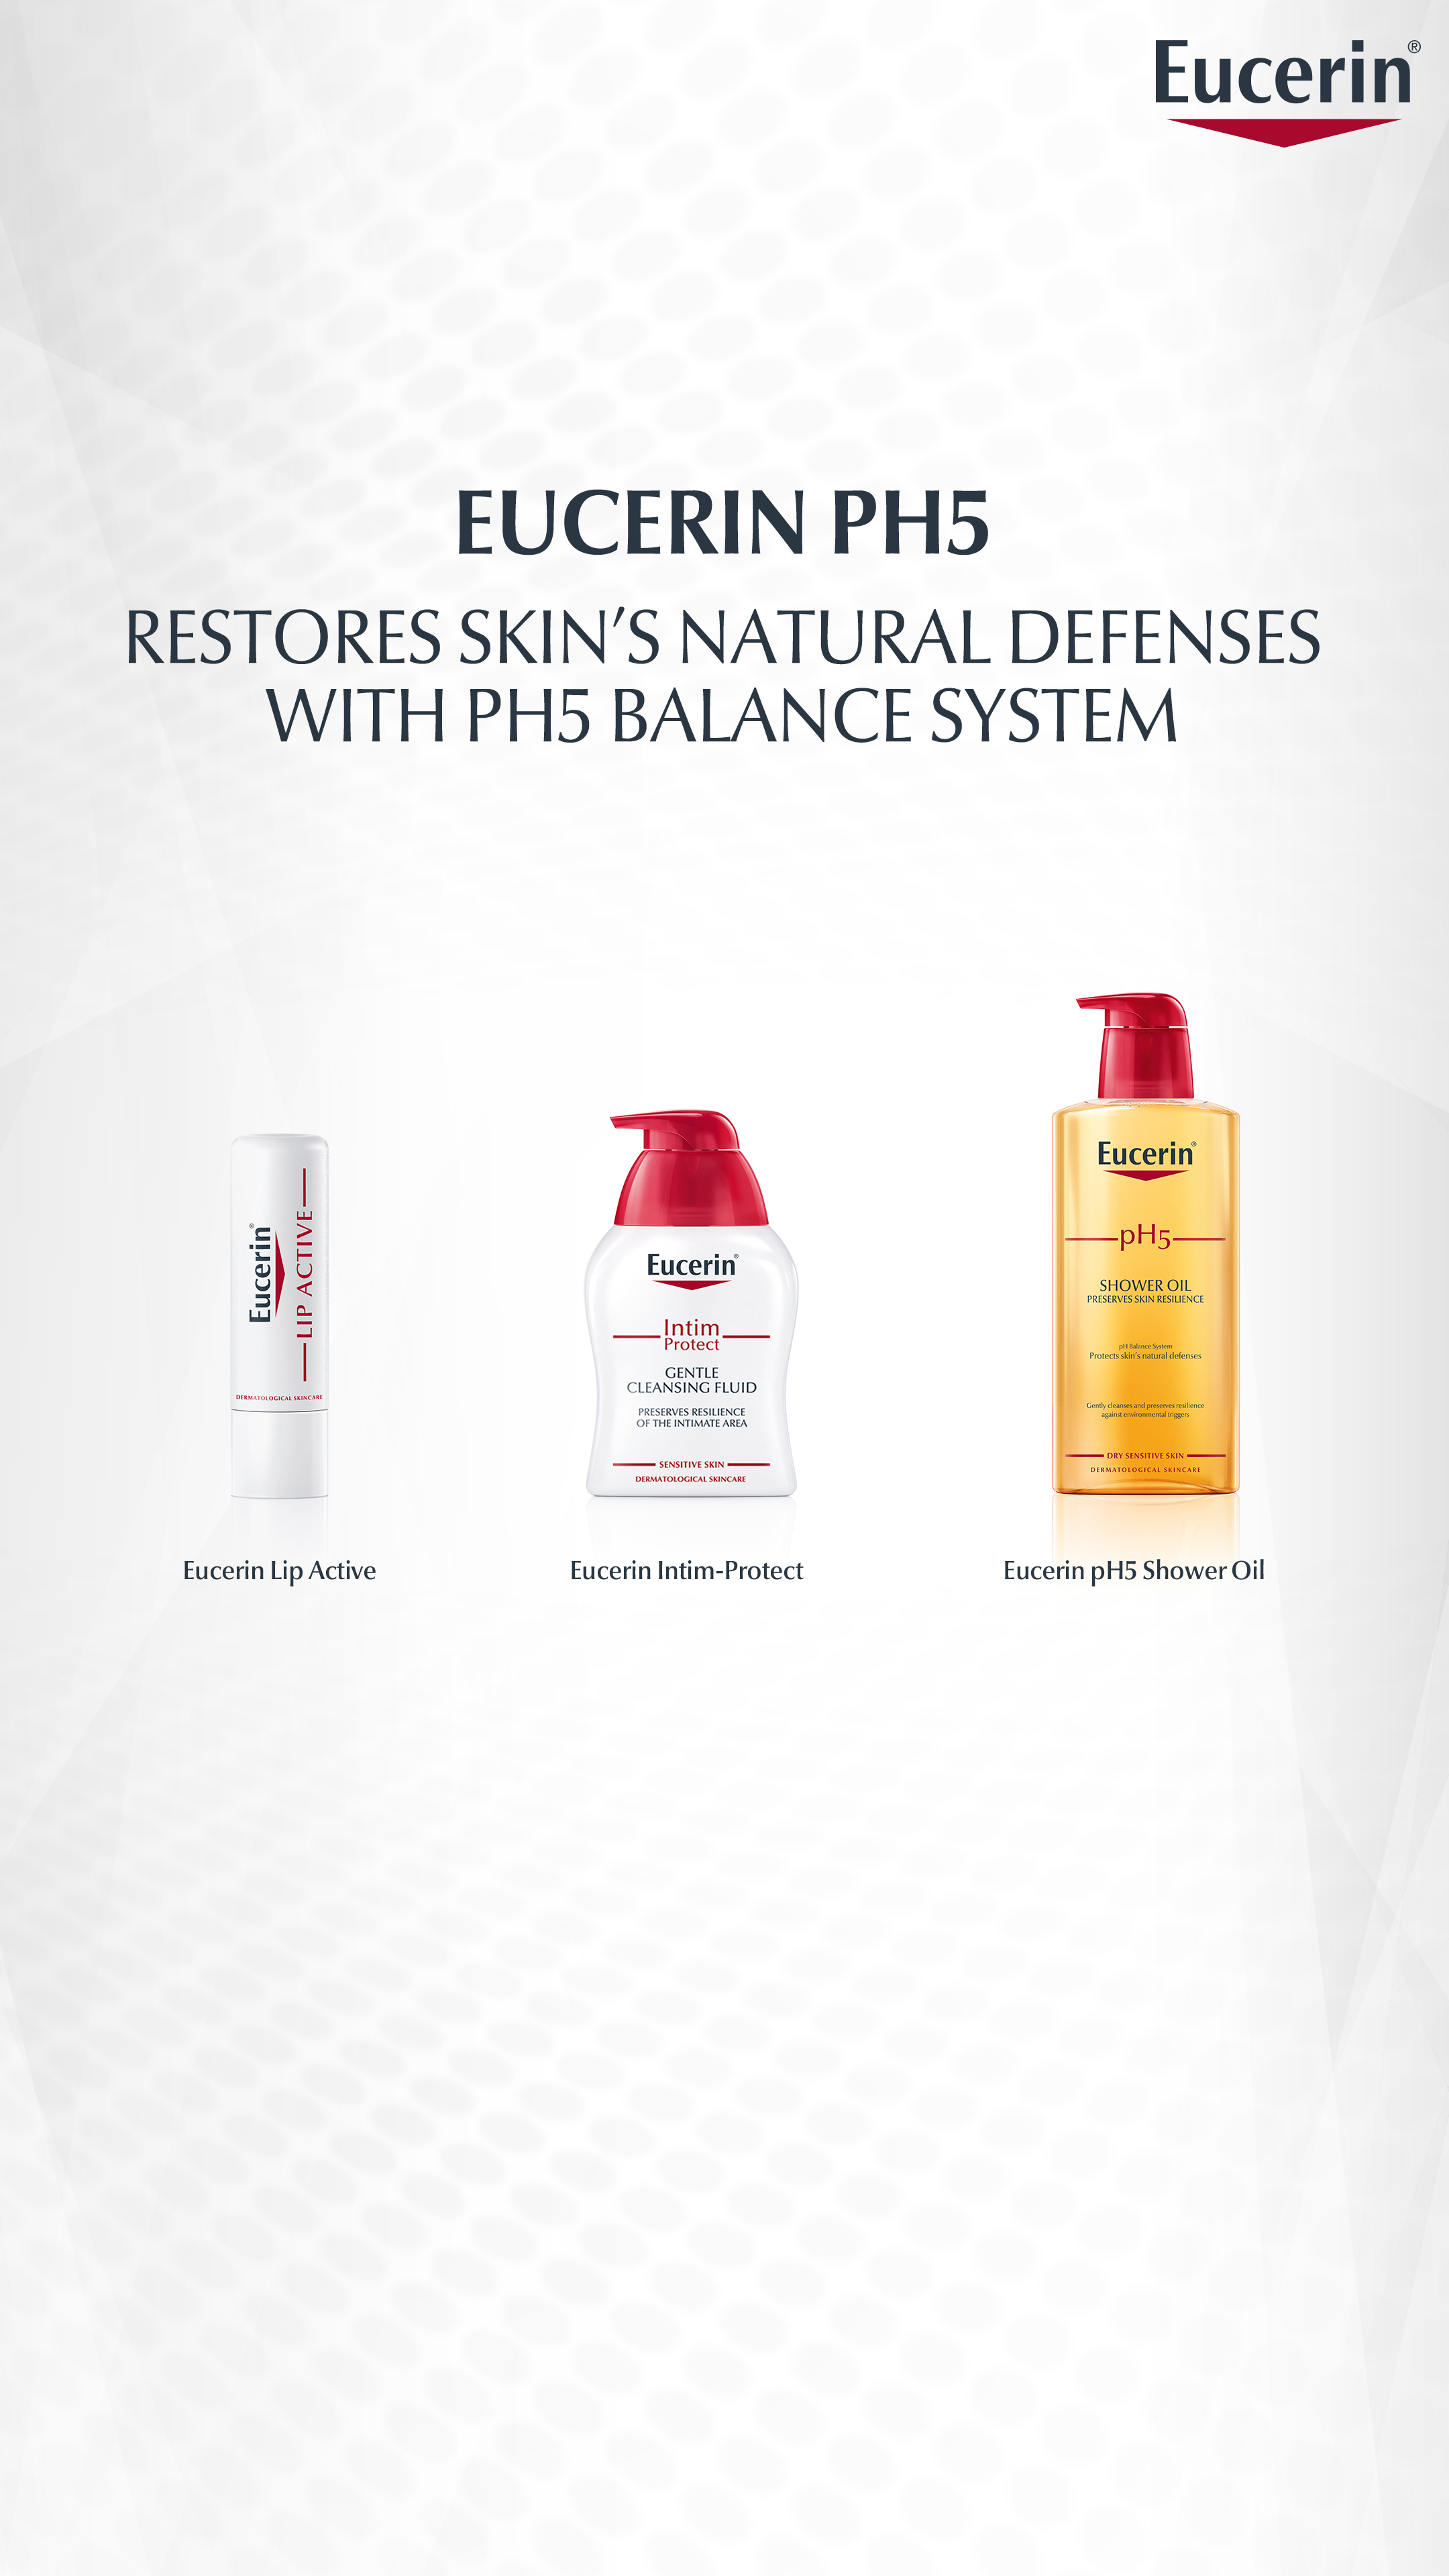 Eucerin®
EUCERIN PH5
RESTORES SKIN’S NATURAL DEFENSES
WITH PH5 BALANCE SYSTEM
Eucerin®
LIP ACTIVE
DERMATOLOGICAL SKINCARE
Eucerin Lip Active
Eucerin®
Intim
Protect
GENTLE
CLEANSING FLUID
PRESERVES RESILIENCE
OF THE INTIMATE AREA
SENSITIVE SKIN
DERMATOLOGICAL SKINCARE
Eucerin Intim-Protect
Eucerin®
pH5
SHOWER OIL
PRESERVES SKIN RESILIENCE
pH Balance System
Protects skin's natural defenses
Gently cleanses and preserves resilience
against environmental triggers
DRY SENSITIVE SKIN
DERMATOLOGICAL SKINCARE
Eucerin pH5 Shower Oil